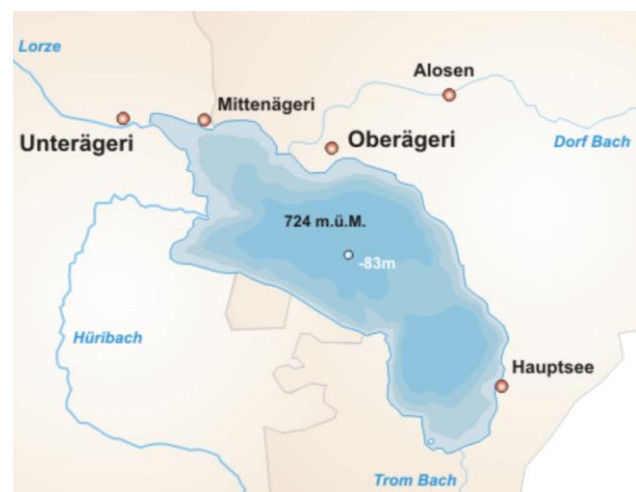 Lorze
Alosen
Mittenägeri
Unterägeri
Oberägeri
Dorf Bach
724 m.ü.M.
-83m
Hüribach
Hauptsee
Trom Bach